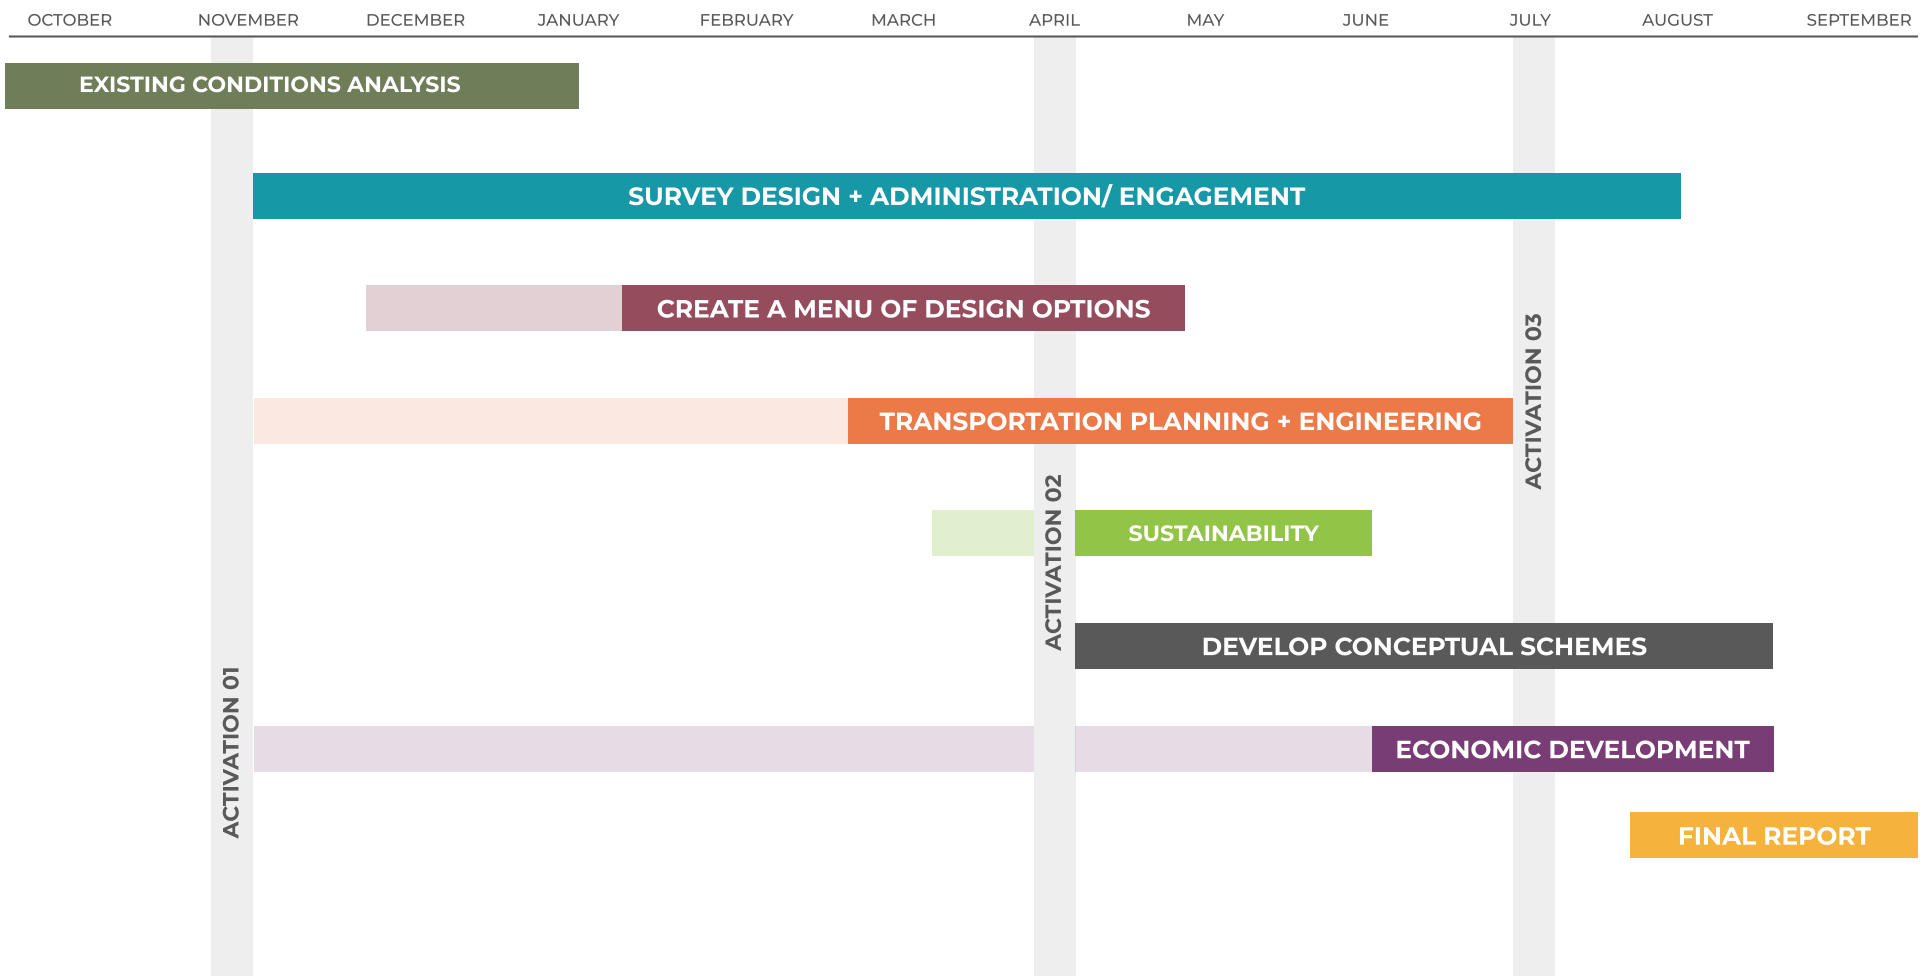 OCTOBER NOVEMBER DECEMBER JANUARY FEBRUARY MARCH APRIL MAY JUNE JULY AUGUST SEPTEMBER
EXISTING CONDITIONS ANALYSIS
SURVEY DESIGN + ADMINISTRATION/ ENGAGEMENT
CREATE A MENU OF DESIGN OPTIONS
ACTIVATION 03
TRANSPORTATION PLANNING + ENGINEERING
ACTIVATION 02
SUSTAINABILITY
DEVELOP CONCEPTUAL SCHEMES
ACTIVATION 01
ECONOMIC DEVELOPMENT
FINAL REPORT